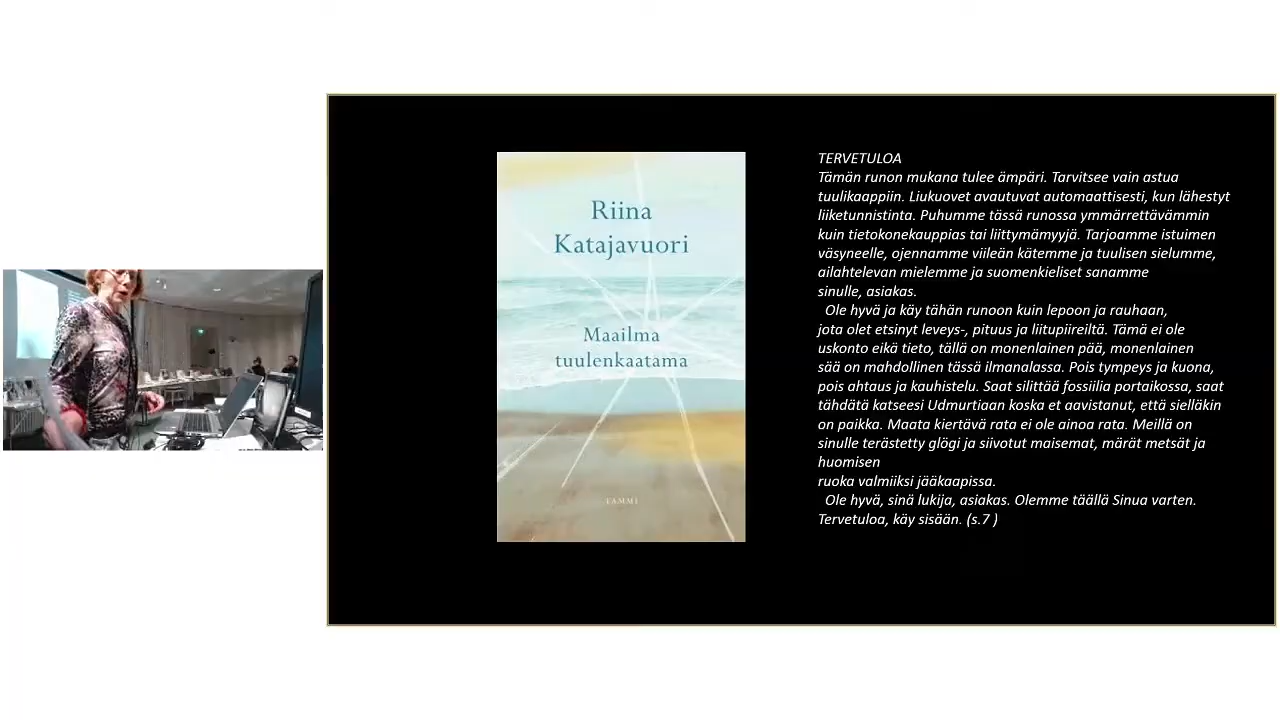 Riina
Katajavuori
Maailma
tuulenkaatama
TAMMI
TERVETULOA
Tämän runon mukana tulee ämpäri. Tarvitsee vain astua
tuulikaappiin. Liukuovet avautuvat automaattisesti, kun lähestyt
liiketunnistinta. Puhumme tässä runossa ymmärrettävämmin
kuin tietokonekauppias tai liittymämyyjä. Tarjoamme istuimen
väsyneelle, ojennamme viileän kätemme ja tuulisen sielumme,
ailahtelevan mielemme ja suomenkieliset sanamme
sinulle, asiakas.
Ole hyvä ja käy tähän runoon kuin lepoon ja rauhaan,
jota olet etsinyt leveys-, pituus ja liitupiireiltä. Tämä ei ole
uskonto eikä tieto, tällä on monenlainen pää, monenlainen
sää on mahdollinen tässä ilmanalassa. Pois tympeys ja kuona,
pois ahtaus ja kauhistelu. Saat silittää fossiilia portaikossa, saat
tähdätä katseesi Udmurtiaan koska et aavistanut, että sielläkin
on paikka. Maata kiertävä rata ei ole ainoa rata. Meillä on
sinulle terästetty glögi ja siivotut maisemat, märät metsät ja
huomisen
ruoka valmiiksi jääkaapissa.
Ole hyvä, sinä lukija, asiakas. Olemme täällä Sinua varten.
Tervetuloa, käy sisään. (s.7 )